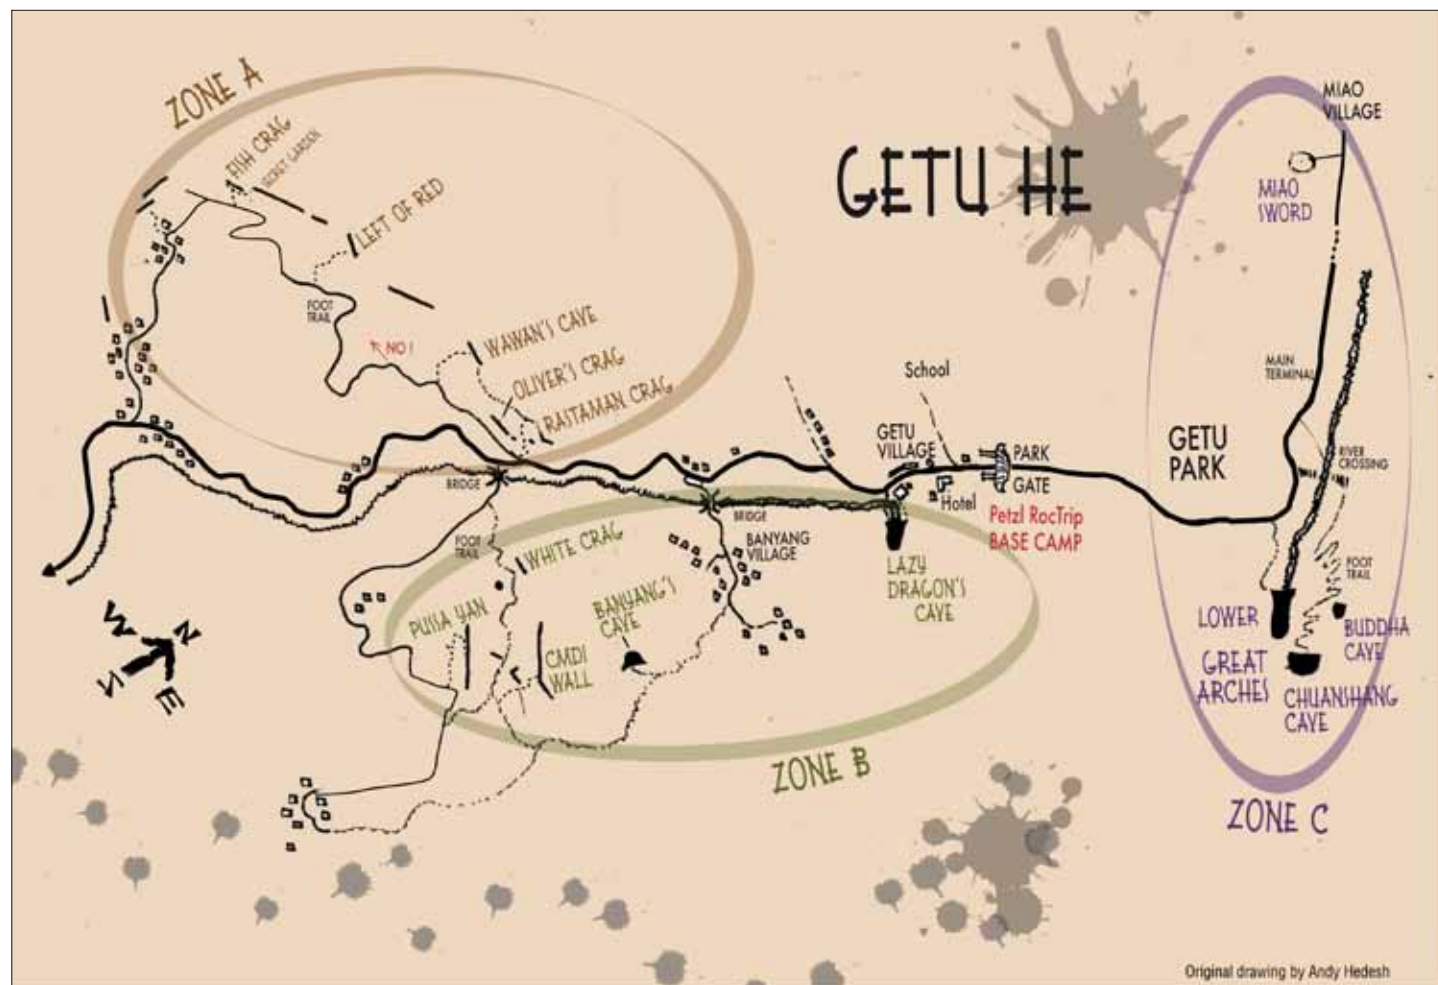 ZONE A
FISH CRAG
SECRET GARDEN
LEFT OF RED
FOOT
TRAIL
NO!
WAWAN'S CAVE
OLIVER'S CRAG
RASTAMAN CRAG
GETU HE
MIAO
VILLAGE
MIAO
SWORD
MAIN
TERMINAL
School
GETU
VILLAGE
PARK
GATE
Hotel
Petzl RocTrip
BASE CAMP
GETU
PARK
RIVER
CROSSING
BRIDGE
BRIDGE
BANYANG
VILLAGE
FOOT
TRAIL
WHITE CRAG
LAZY
DRAGON'S
CAVE
PUSSA YAN
BANYANG'S
CAVE
CMDI
WALL
FOOT
TRAIL
LOWER
BUDDHA
CAVE
GREAT
ARCHES
CHUANSHANG
CAVE
W
N
E
ZONE B
ZONE C
Original drawing by Andy Hedesh